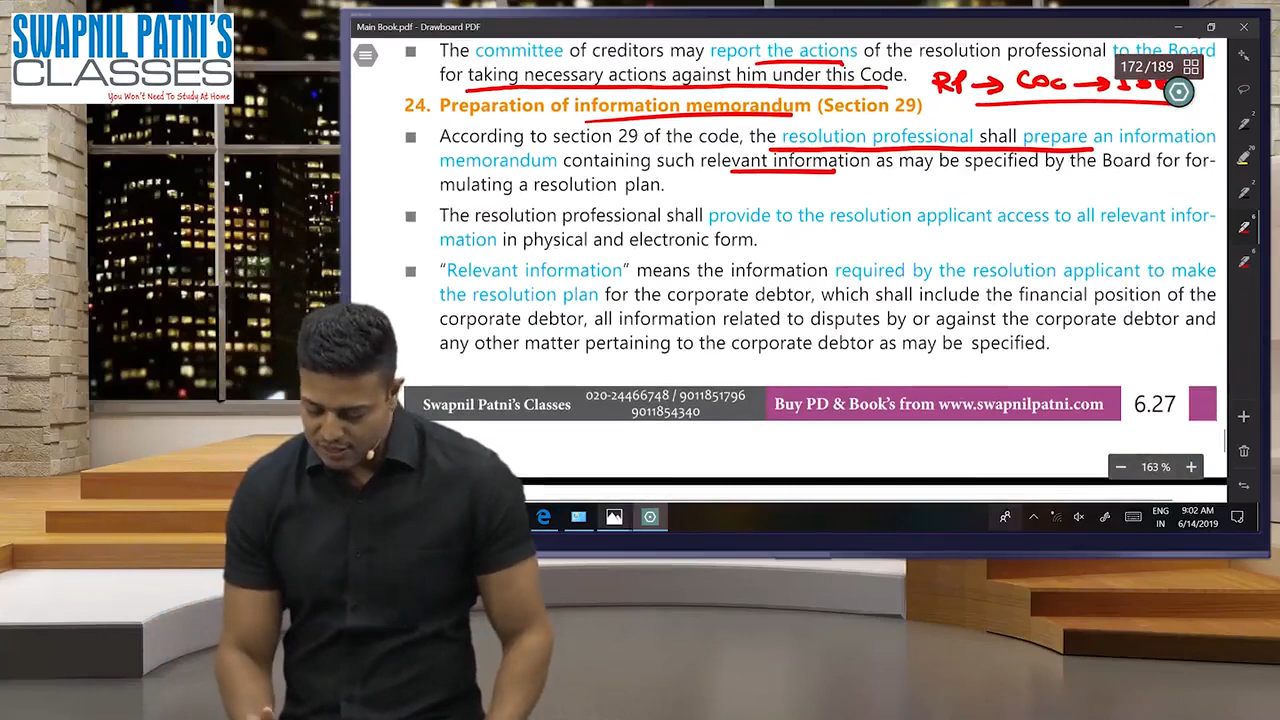 SWAPNIL PATNI'S
CLASSES
You Won't Need To Study At Home
Main Book.pdf - Drawboard PDF
The committee of creditors may report the actions of the resolution professional to the Board
for taking necessary actions against him under this Code.
172/189
RP → COC →
24. Preparation of information memorandum (Section 29)
According to section 29 of the code, the resolution professional shall prepare an information
memorandum containing such relevant information as may be specified by the Board for for-
mulating a resolution plan.
The resolution professional shall provide to the resolution applicant access to all relevant infor-
mation in physical and electronic form.
“Relevant information” means the information required by the resolution applicant to make
the resolution plan for the corporate debtor, which shall include the financial position of the
corporate debtor, all information related to disputes by or against the corporate debtor and
any other matter pertaining to the corporate debtor as may be specified.
Swapnil Patni's Classes 020-24466748 / 9011851796
9011854340
Buy PD & Book's from www.swapnilpatni.com 6.27
163 %
ENG
IN
9:02 AM
6/14/2019